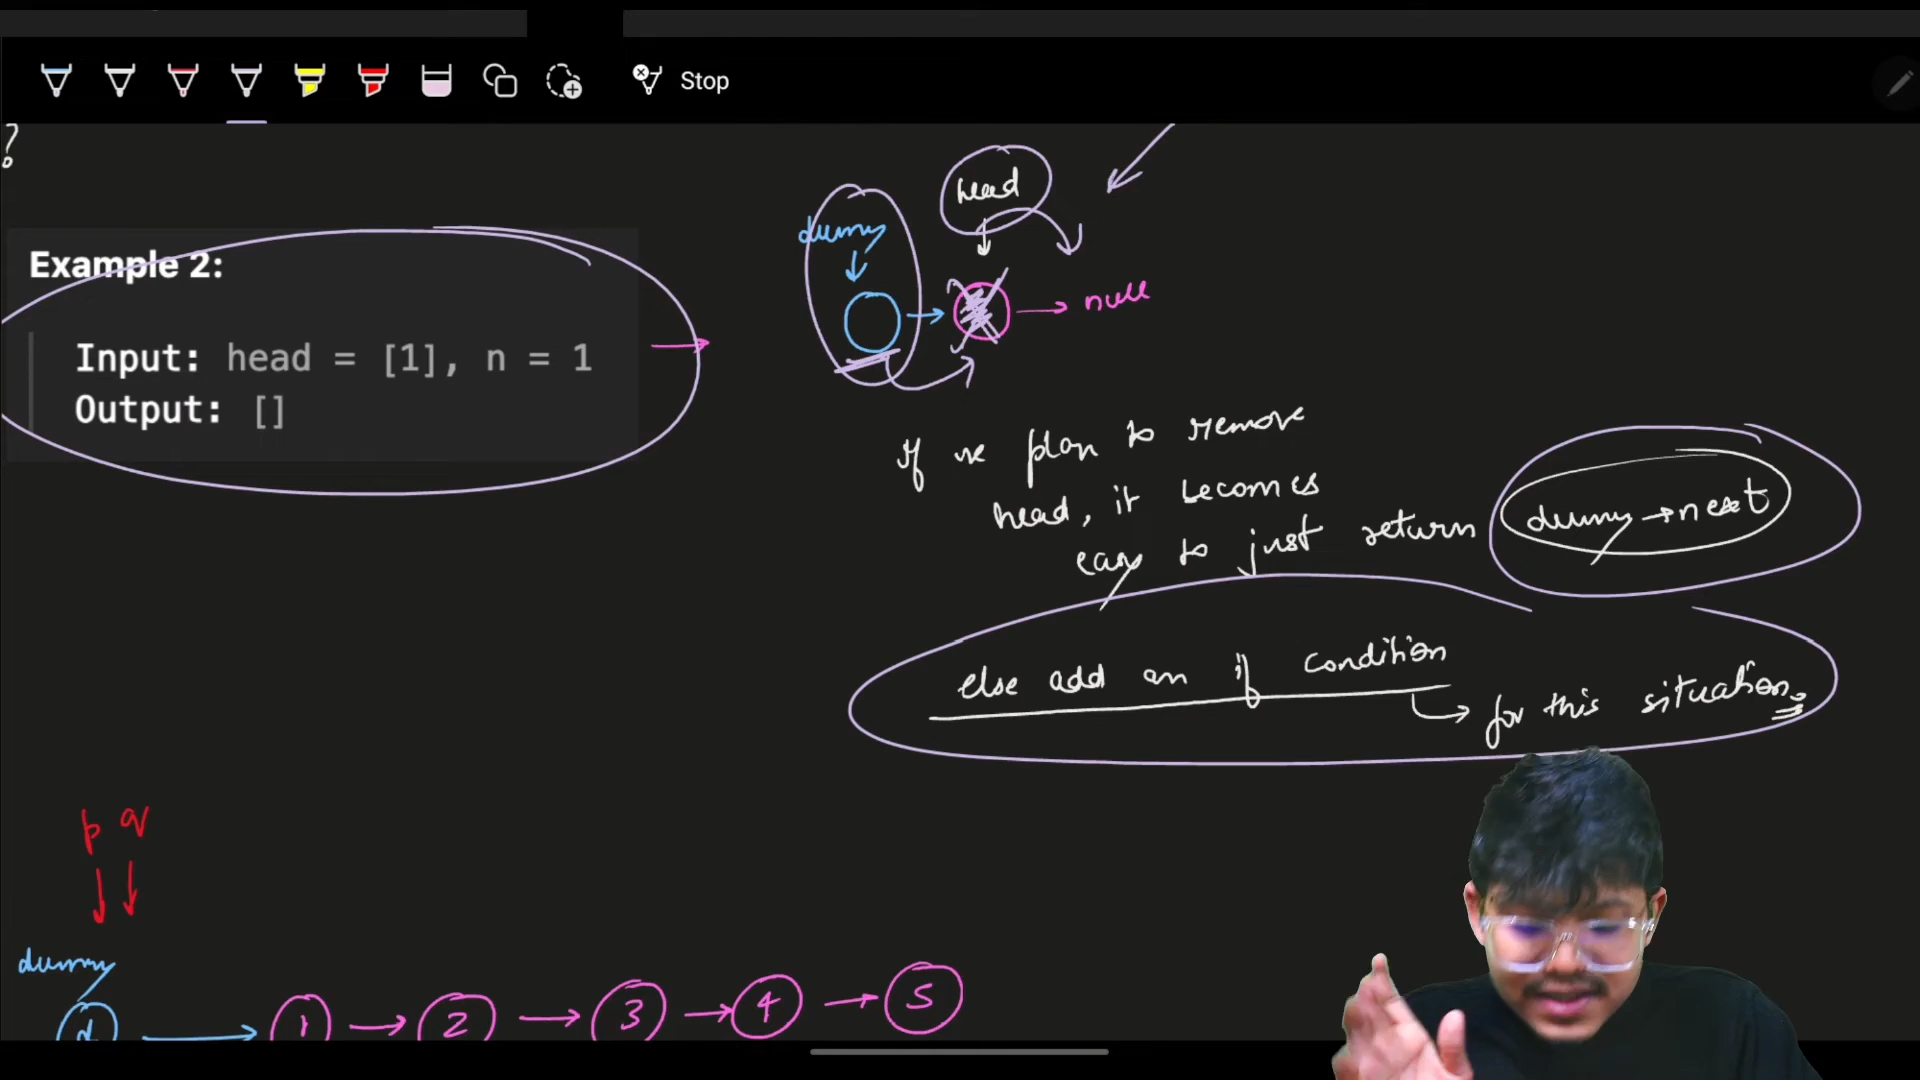 Stop
?
head
dummy
null
Example 2:
Input: head = [1], n = 1
Output: []
if we plan to remove
head, it becomes
easy to just return dummy → next
else add an if condition
↳ for this situation.
p q
dummy
d → 1 → 2 → 3 → 4 → 5